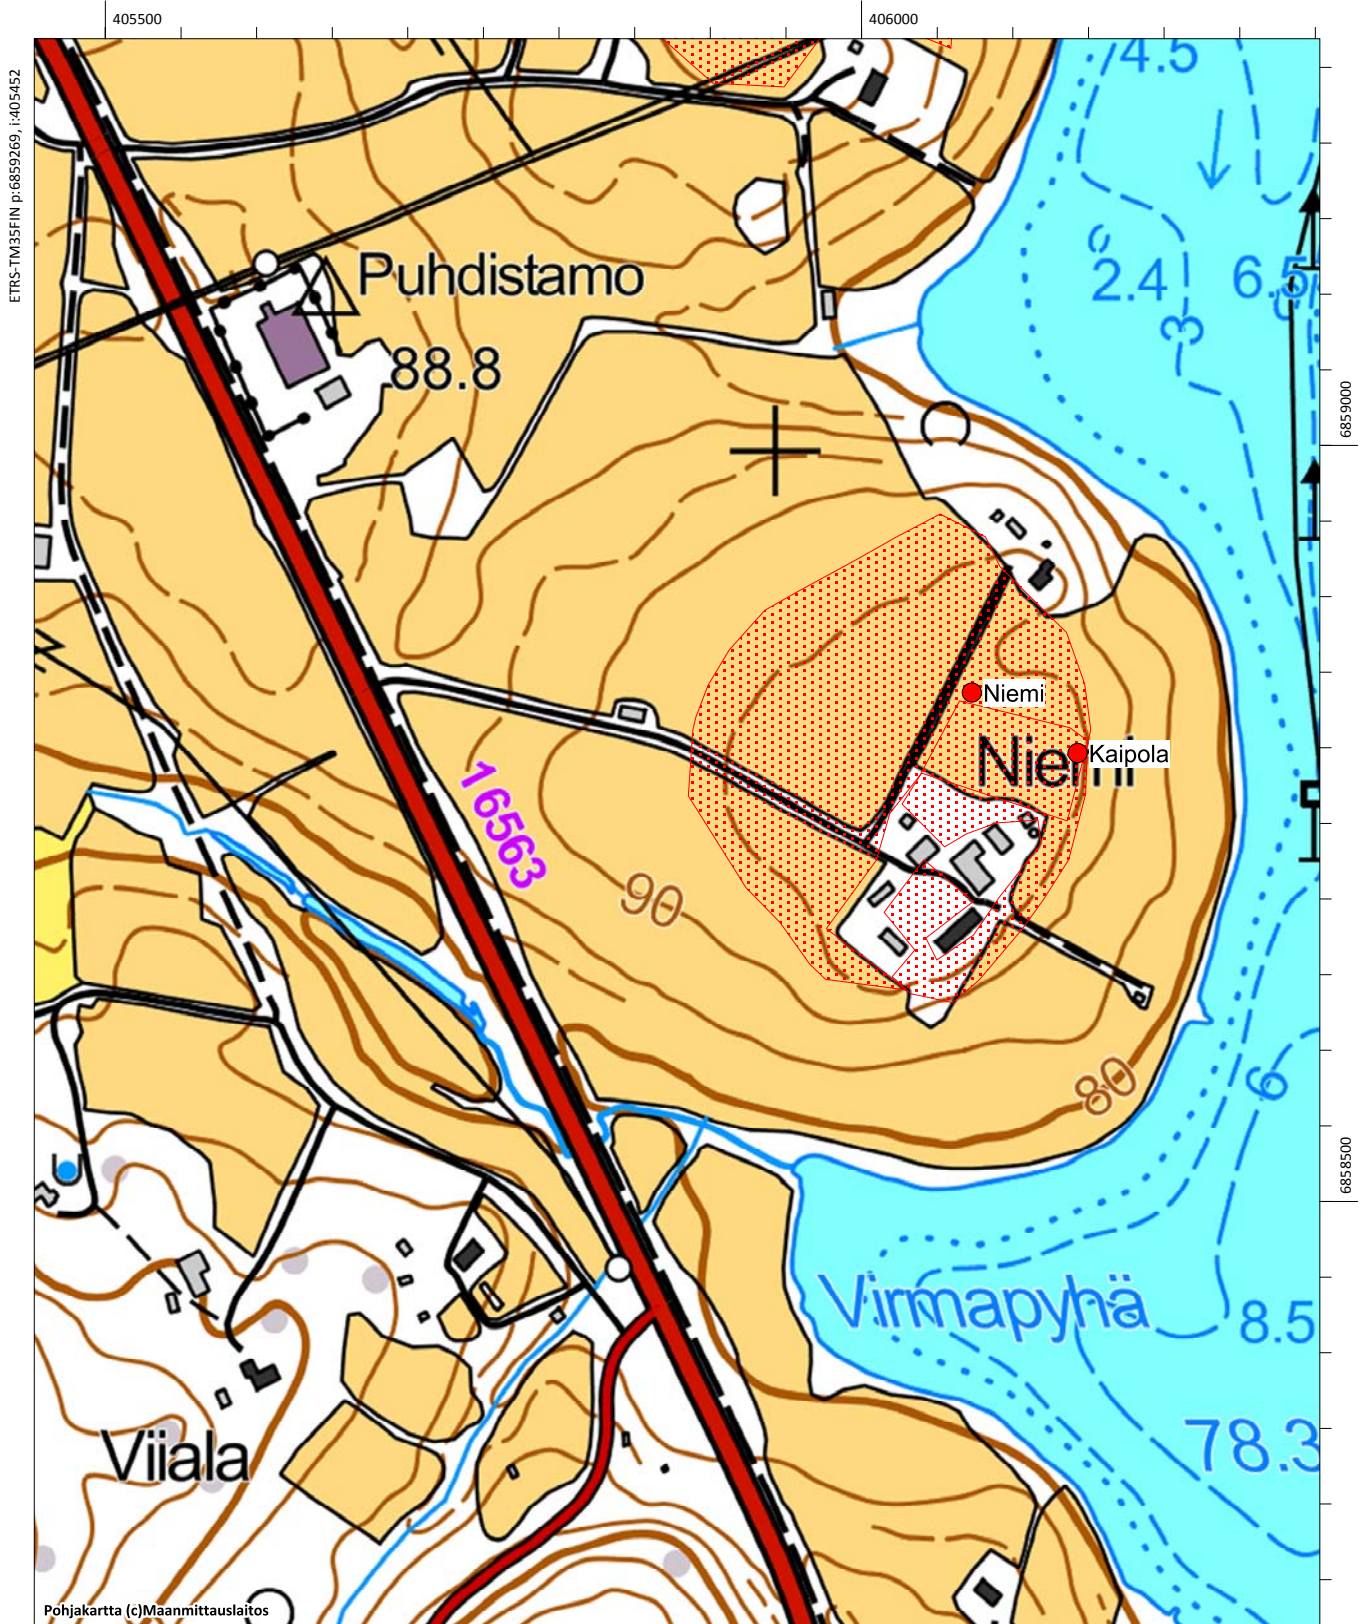 405500
406000
ETRS-TM35FIN p:6859269, i:405452
4.5
Puhdistamo
2.4
6.5
3
88.8
6859000
Niemi
Niemi
Kaipola
16563
90
80
6
6858500
U
Virmapyhä
8.5
78.3
Viiala
Pohjakartta (c)Maanmittauslaitos